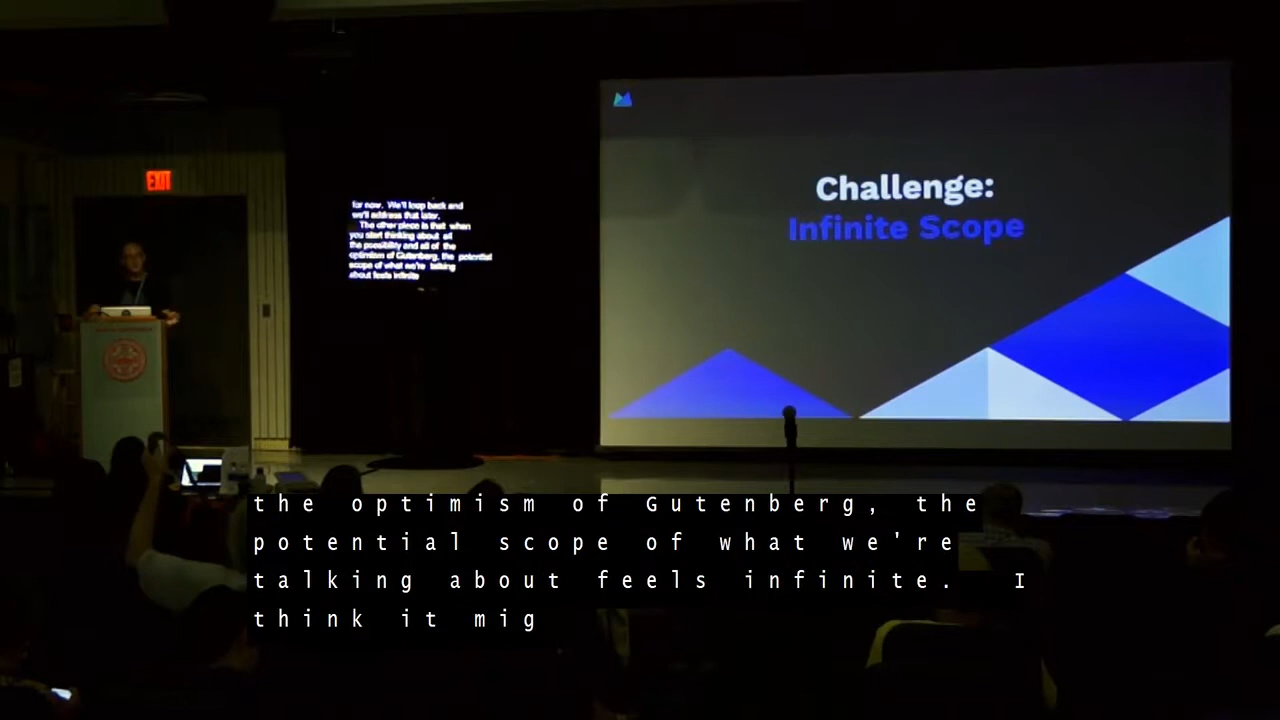 EXIT
for now. We'll loop back and
we'll address that later.
The other piece is that when
you start thinking about all
the possibility and all of the
optimism of Gutenberg, the potential
scope of what we're talking
about feels infinite
Challenge:
Infinite Scope
the optimism of Gutenberg, the
potential scope of what we're
talking about feels infinite. I
think it mig